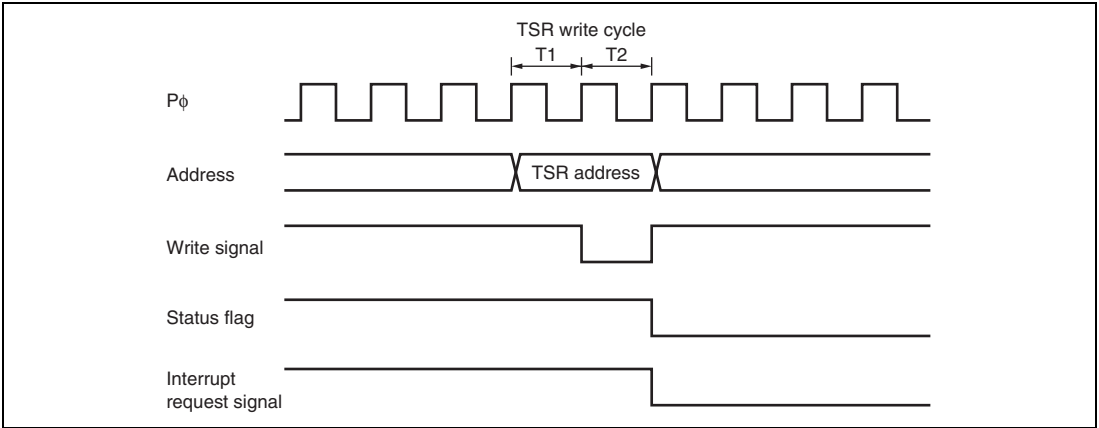 TSR write cycle
T1 T2
Pϕ
Address
TSR address
Write signal
Status flag
Interrupt
request signal